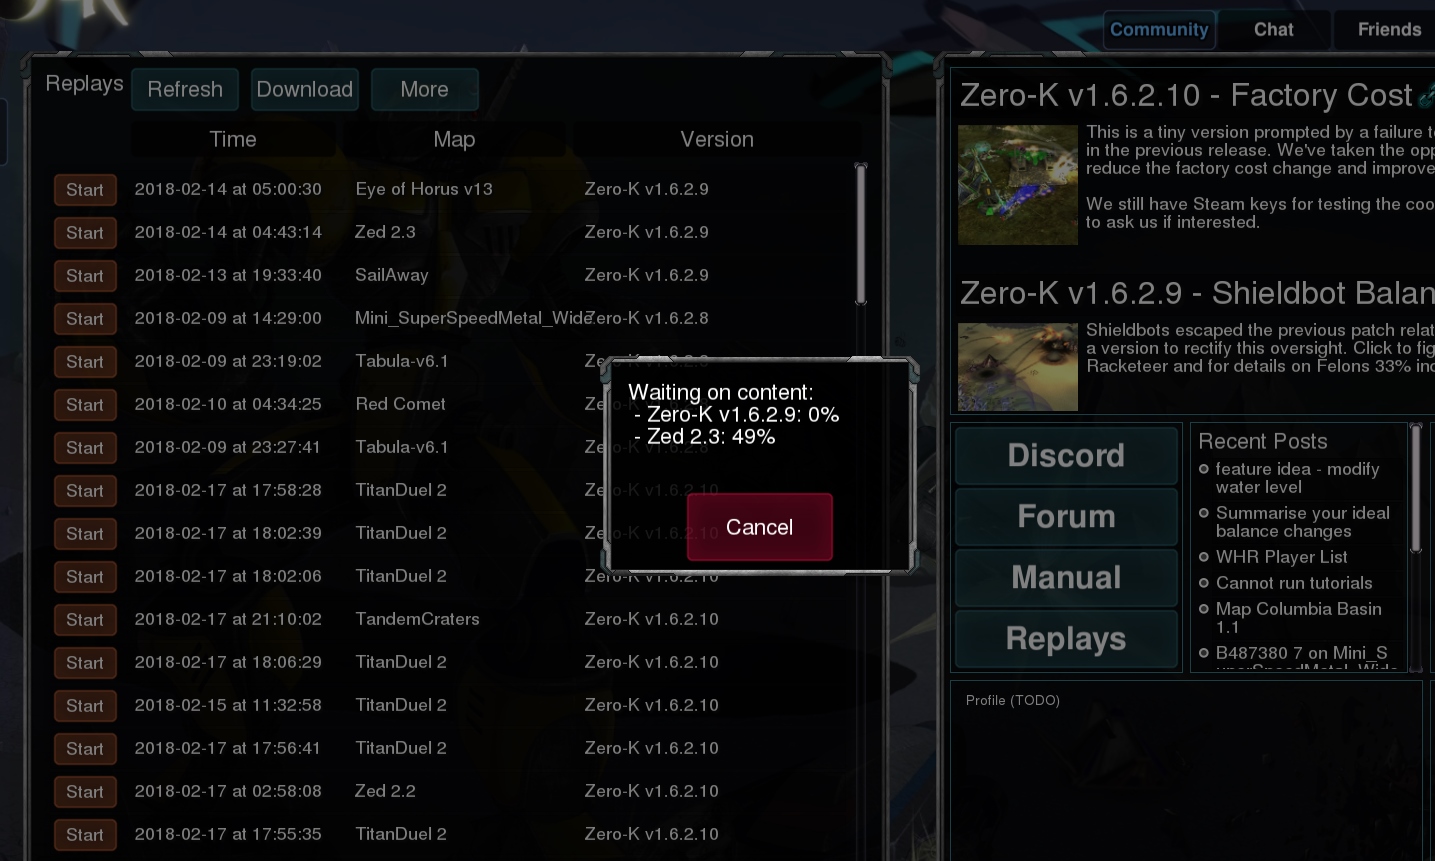 Community Chat Friends
Replays Refresh Download More
Time Map Version
Start 2018-02-14 at 05:00:30 Eye of Horus v13 Zero-K v1.6.2.9
Start 2018-02-14 at 04:43:14 Zed 2.3 Zero-K v1.6.2.9
Start 2018-02-13 at 19:33:40 SailAway Zero-K v1.6.2.9
Start 2018-02-09 at 14:29:00 Mini_SuperSpeedMetal_Wide Zero-K v1.6.2.8
Start 2018-02-09 at 23:19:02 Tabula-v6.1
Start 2018-02-10 at 04:34:25 Red Comet
Start 2018-02-09 at 23:27:41 Tabula-v6.1
Start 2018-02-17 at 17:58:28 TitanDuel 2
Start 2018-02-17 at 18:02:39 TitanDuel 2
Start 2018-02-17 at 18:02:06 TitanDuel 2 Zero-K v1.6.2.10
Start 2018-02-17 at 21:10:02 TandemCraters Zero-K v1.6.2.10
Start 2018-02-17 at 18:06:29 TitanDuel 2 Zero-K v1.6.2.10
Start 2018-02-15 at 11:32:58 TitanDuel 2 Zero-K v1.6.2.10
Start 2018-02-17 at 17:56:41 TitanDuel 2 Zero-K v1.6.2.10
Start 2018-02-17 at 02:58:08 Zed 2.2 Zero-K v1.6.2.10
Start 2018-02-17 at 17:55:35 TitanDuel 2 Zero-K v1.6.2.10
Waiting on content:
- Zero-K v1.6.2.9: 0%
- Zed 2.3: 49%
Cancel
Zero-K v1.6.2.10 - Factory Cost
This is a tiny version prompted by a failure t
in the previous release. We've taken the opp
reduce the factory cost change and improve
We still have Steam keys for testing the coo
to ask us if interested.
Zero-K v1.6.2.9 - Shieldbot Balan
Shieldbots escaped the previous patch relat
a version to rectify this oversight. Click to fig
Racketeer and for details on Felons 33% inc
Discord
Forum
Manual
Replays
Recent Posts
feature idea - modify
water level
Summarise your ideal
balance changes
WHR Player List
Cannot run tutorials
Map Columbia Basin
1.1
B487380 7 on Mini_S
uperSpeedMetal_Wide
Profile (TODO)